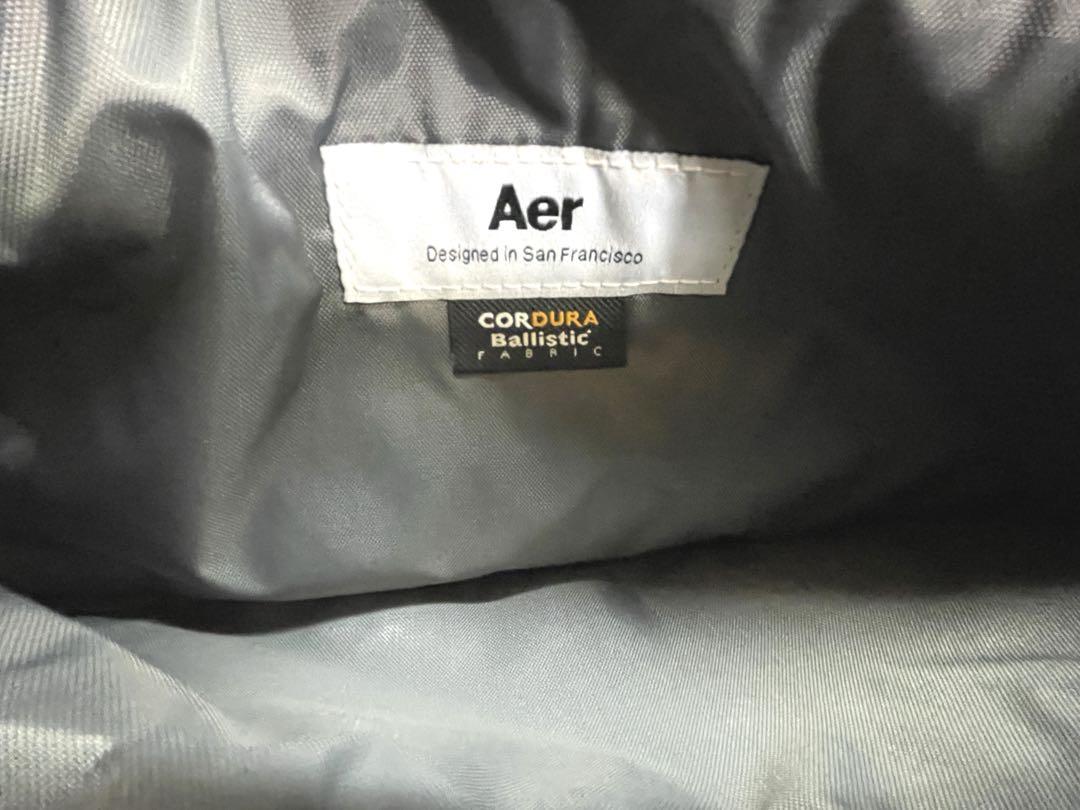 Aer
Designed in San Francisco
CORDURA
Ballistic
FABRIC